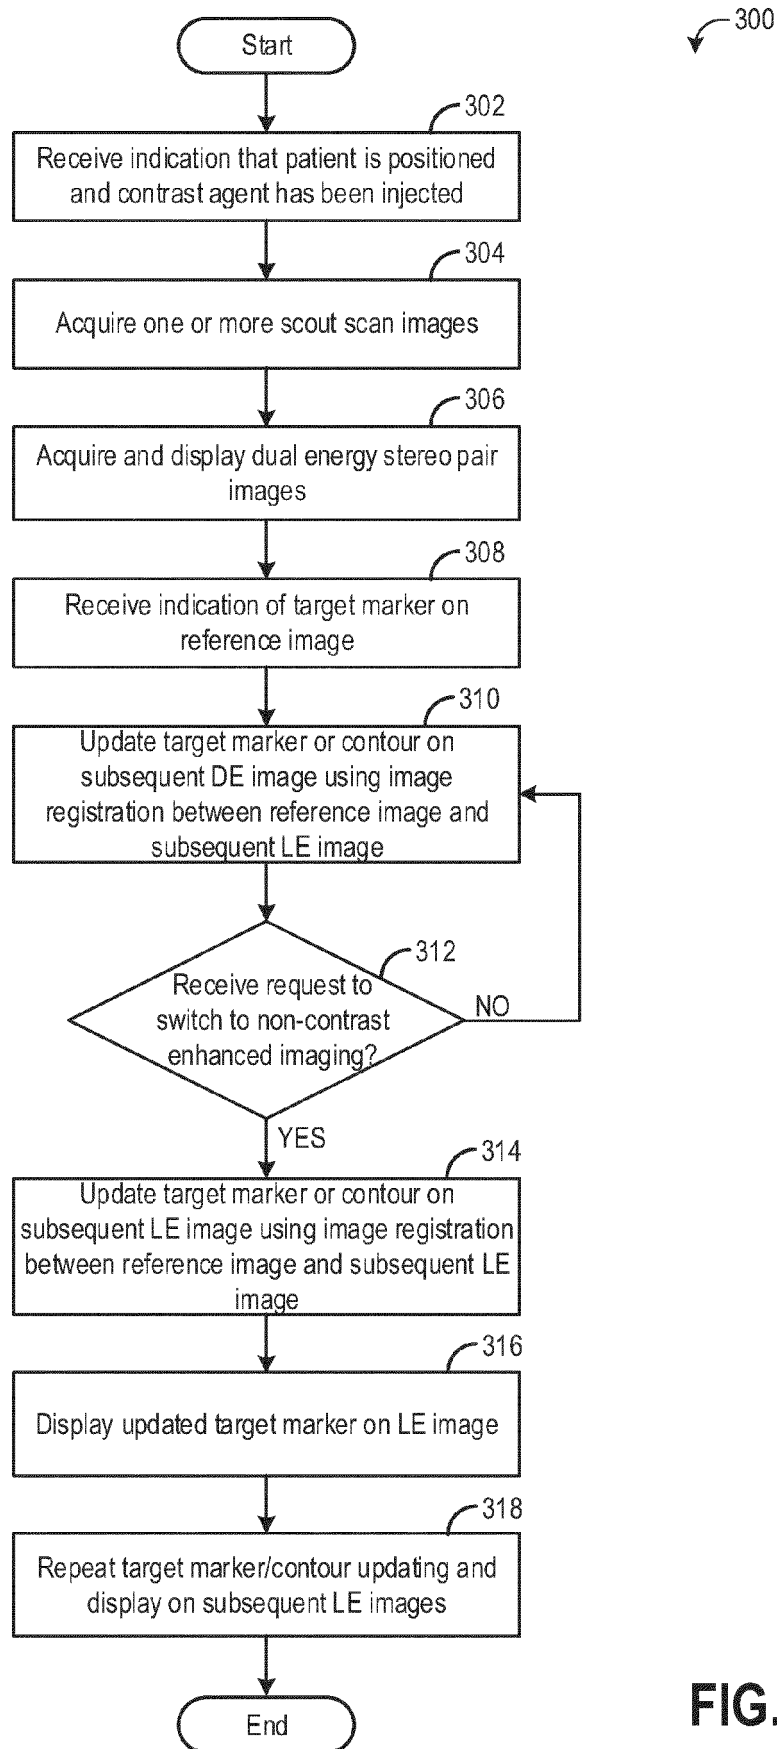 300
Start
302
Receive indication that patient is positioned
and contrast agent has been injected
304
Acquire one or more scout scan images
306
Acquire and display dual energy stereo pair
images
308
Receive indication of target marker on
reference image
310
Update target marker or contour on
subsequent DE image using image
registration between reference image and
subsequent LE image
312
Receive request to
switch to non-contrast
enhanced imaging?
NO
YES
314
Update target marker or contour on
subsequent LE image using image registration
between reference image and subsequent LE
image
316
Display updated target marker on LE image
318
Repeat target marker/contour updating and
display on subsequent LE images
End
FIG.